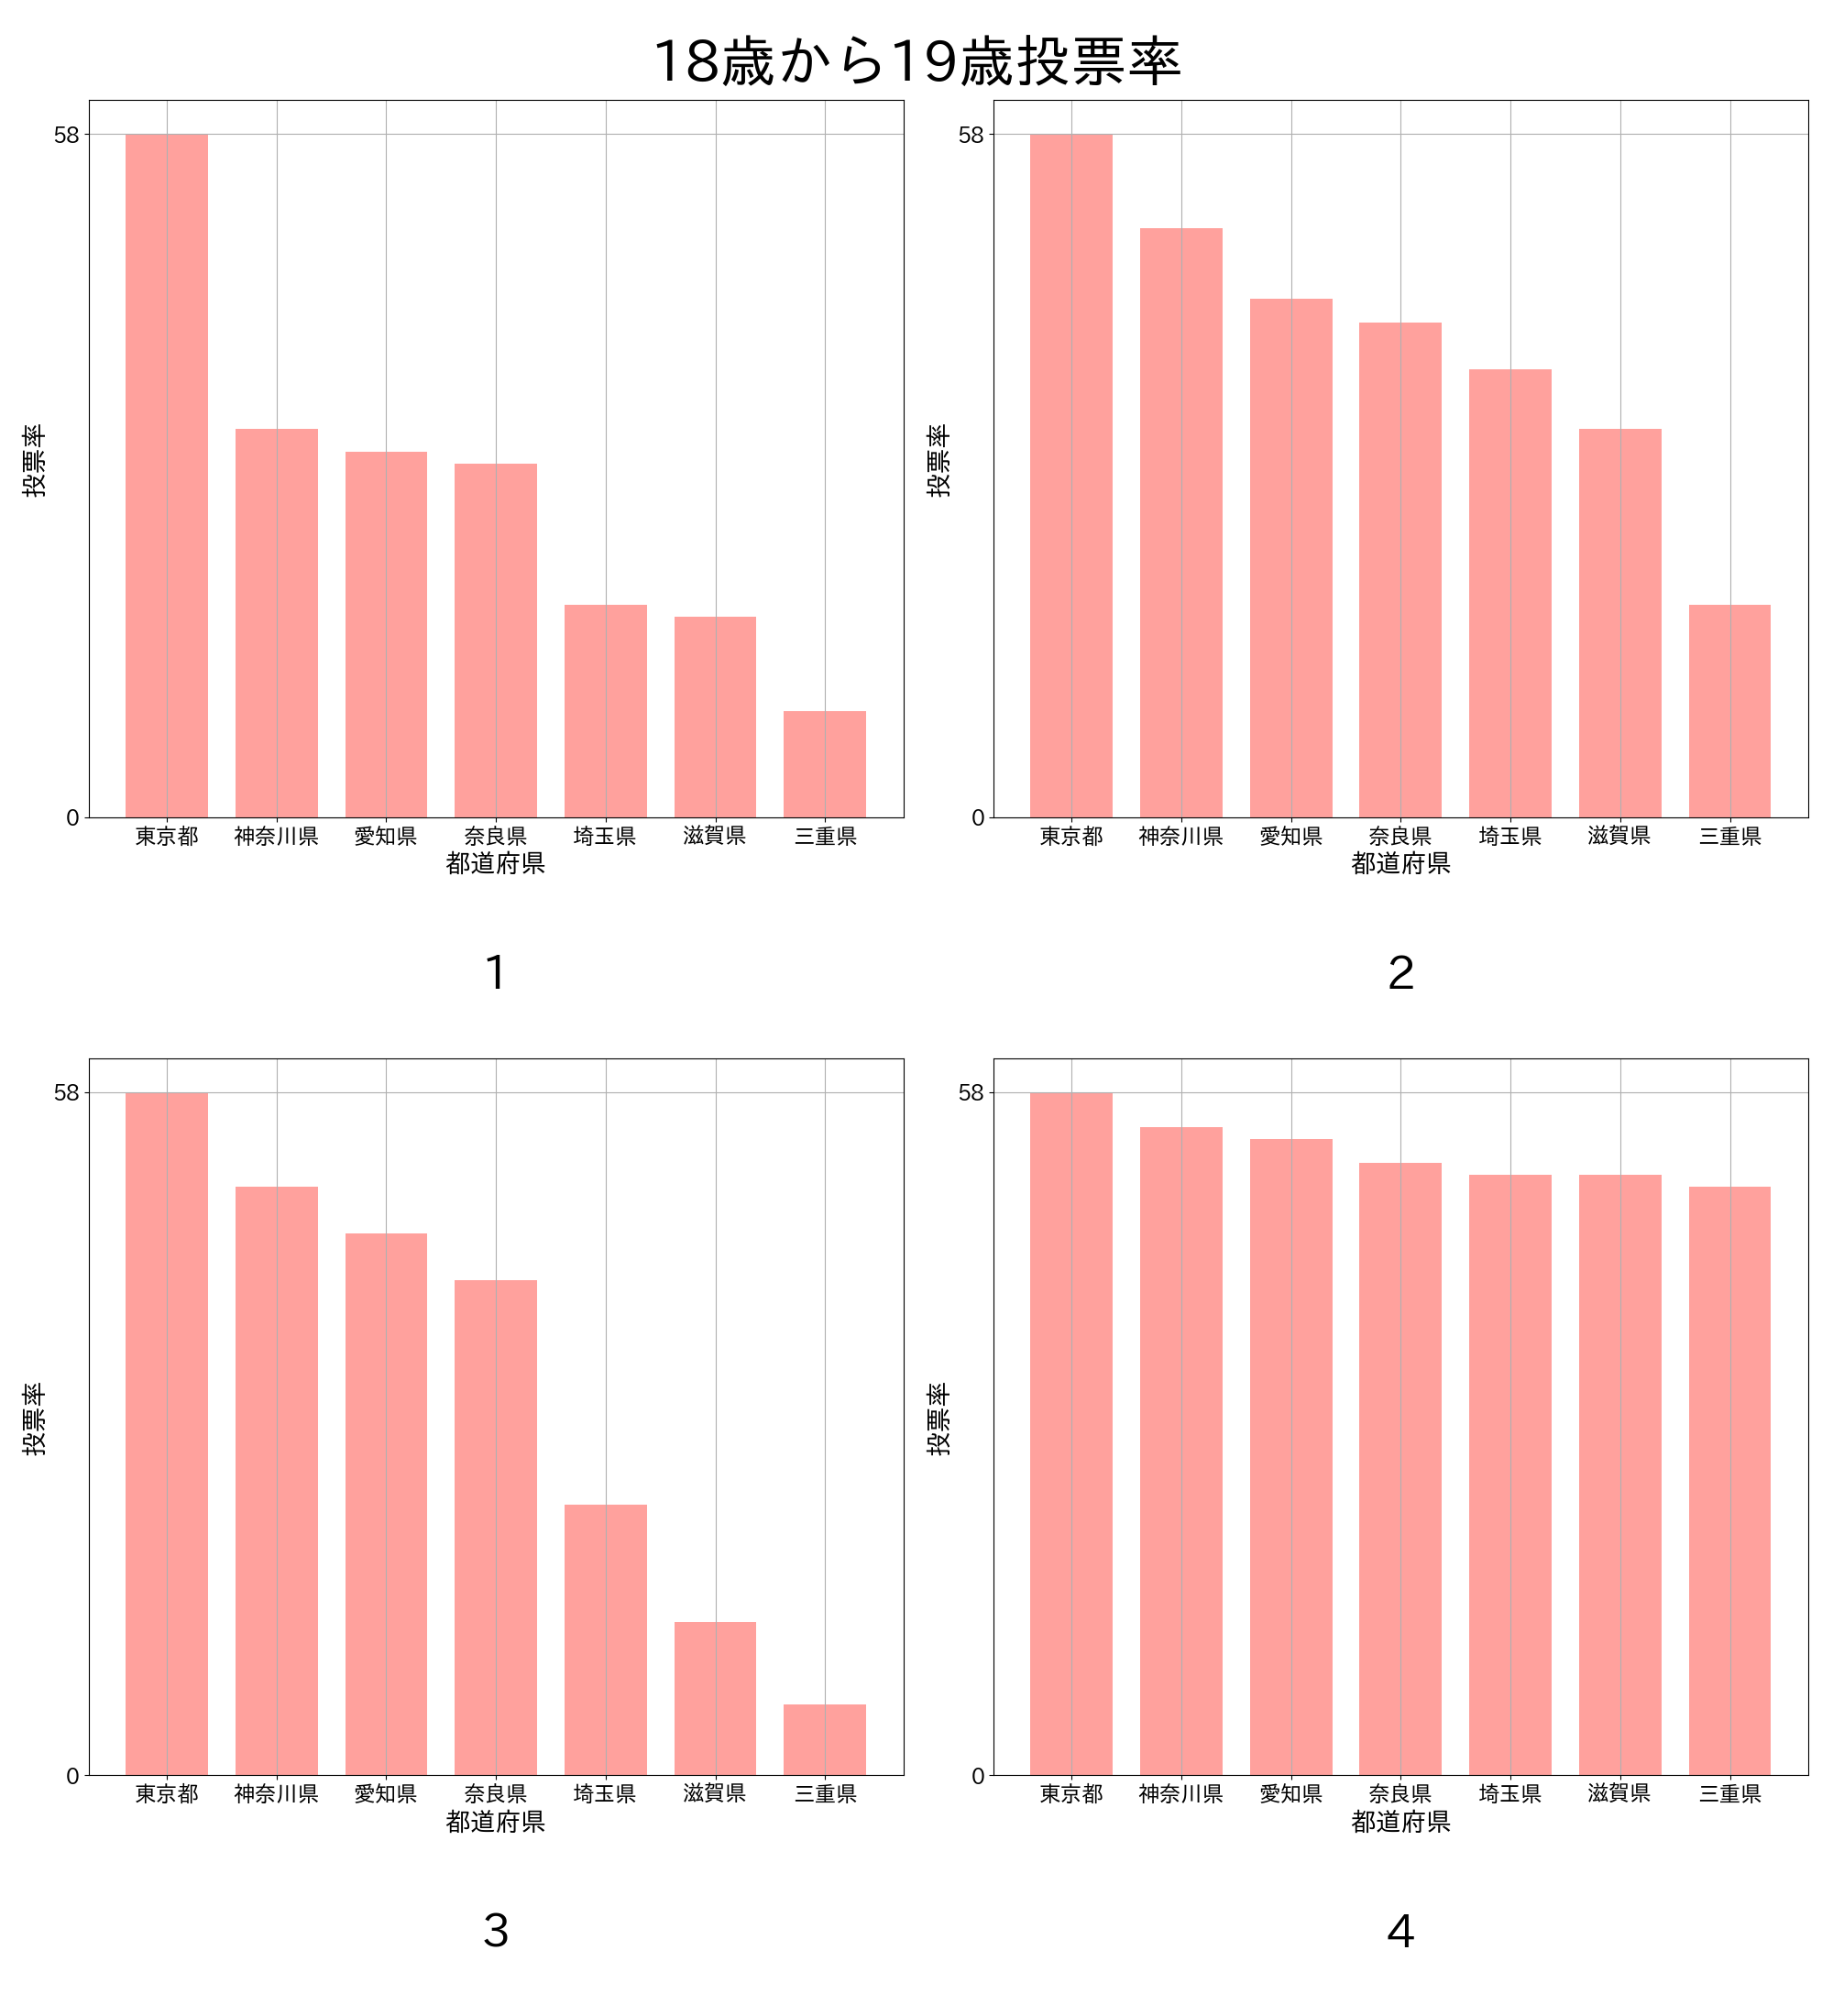 18歳から19歳投票率
58
0
投票率
東京都 神奈川県 愛知県 奈良県 埼玉県 滋賀県 三重県
都道府県
1
58
0
投票率
東京都 神奈川県 愛知県 奈良県 埼玉県 滋賀県 三重県
都道府県
2
58
0
投票率
東京都 神奈川県 愛知県 奈良県 埼玉県 滋賀県 三重県
都道府県
3
58
0
投票率
東京都 神奈川県 愛知県 奈良県 埼玉県 滋賀県 三重県
都道府県
4